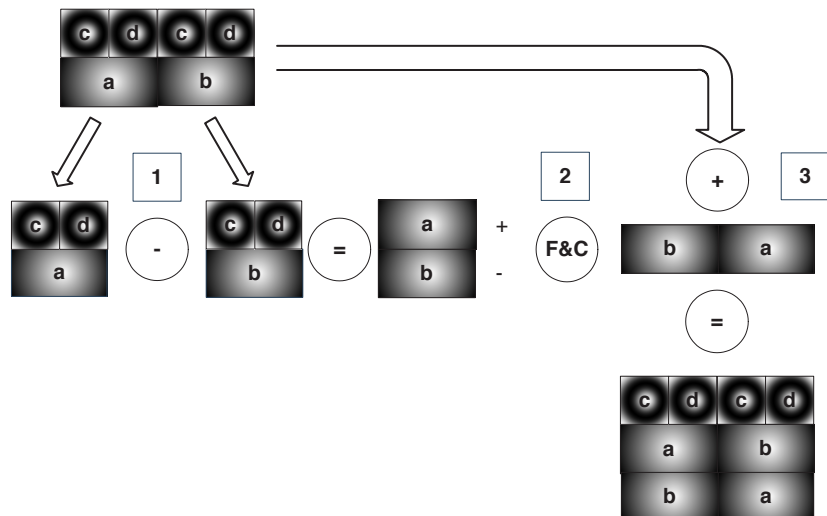 c d c d
a b
1 2 3
+
c d c d a +
a - b = b - F&C b a
=
c d c d
a b
b a